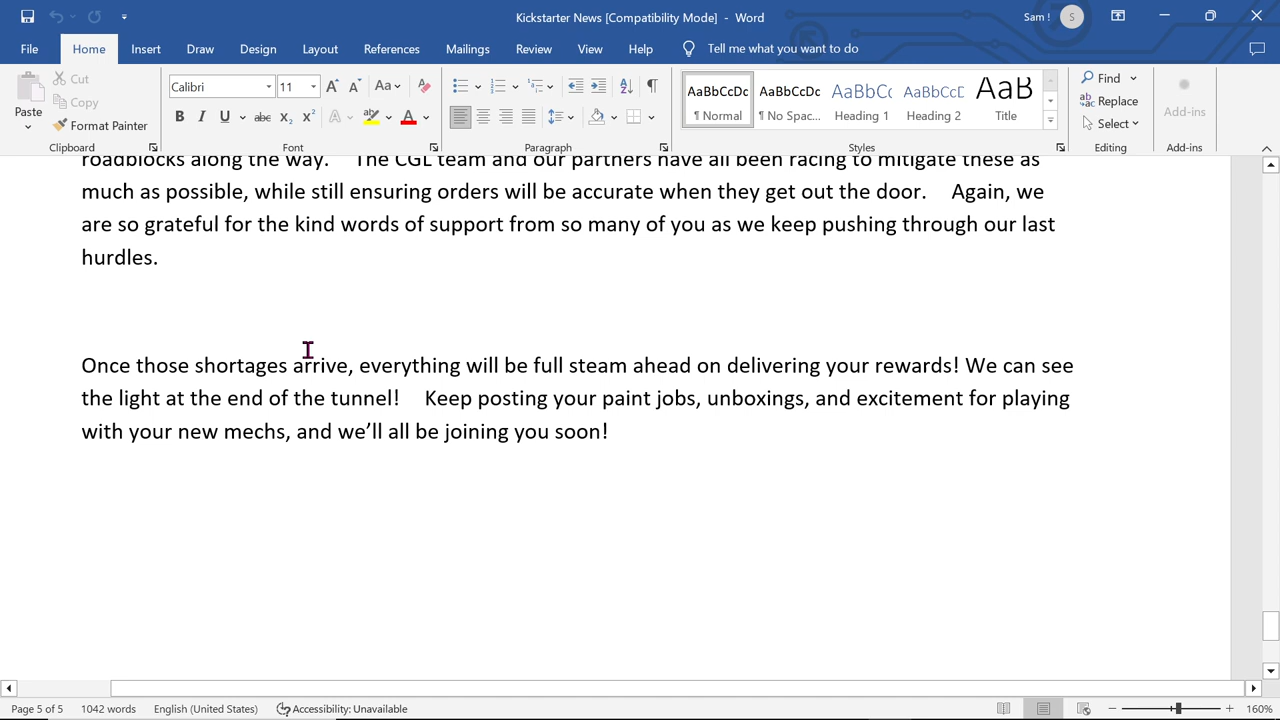 Kickstarter News [Compatibility Mode] - Word
Sam !
S
File Home Insert Draw Design Layout References Mailings Review View Help Tell me what you want to do
Paste
Cut
Copy
Format Painter
Clipboard
Calibri 11
Font
Paragraph
AaBbCcDc AaBbCcDc AaBbCc AaBbCcD AaB
¶ Normal ¶ No Spac... Heading 1 Heading 2 Title
Styles
Find
Replace
Select
Editing
Add-ins
Add-ins
roadblocks along the way. The CGL team and our partners have all been racing to mitigate these as
much as possible, while still ensuring orders will be accurate when they get out the door. Again, we
are so grateful for the kind words of support from so many of you as we keep pushing through our last
hurdles.
Once those shortages arrive, everything will be full steam ahead on delivering your rewards! We can see
the light at the end of the tunnel! Keep posting your paint jobs, unboxings, and excitement for playing
with your new mechs, and we’ll all be joining you soon!
Page 5 of 5 1042 words English (United States) Accessibility: Unavailable 160%